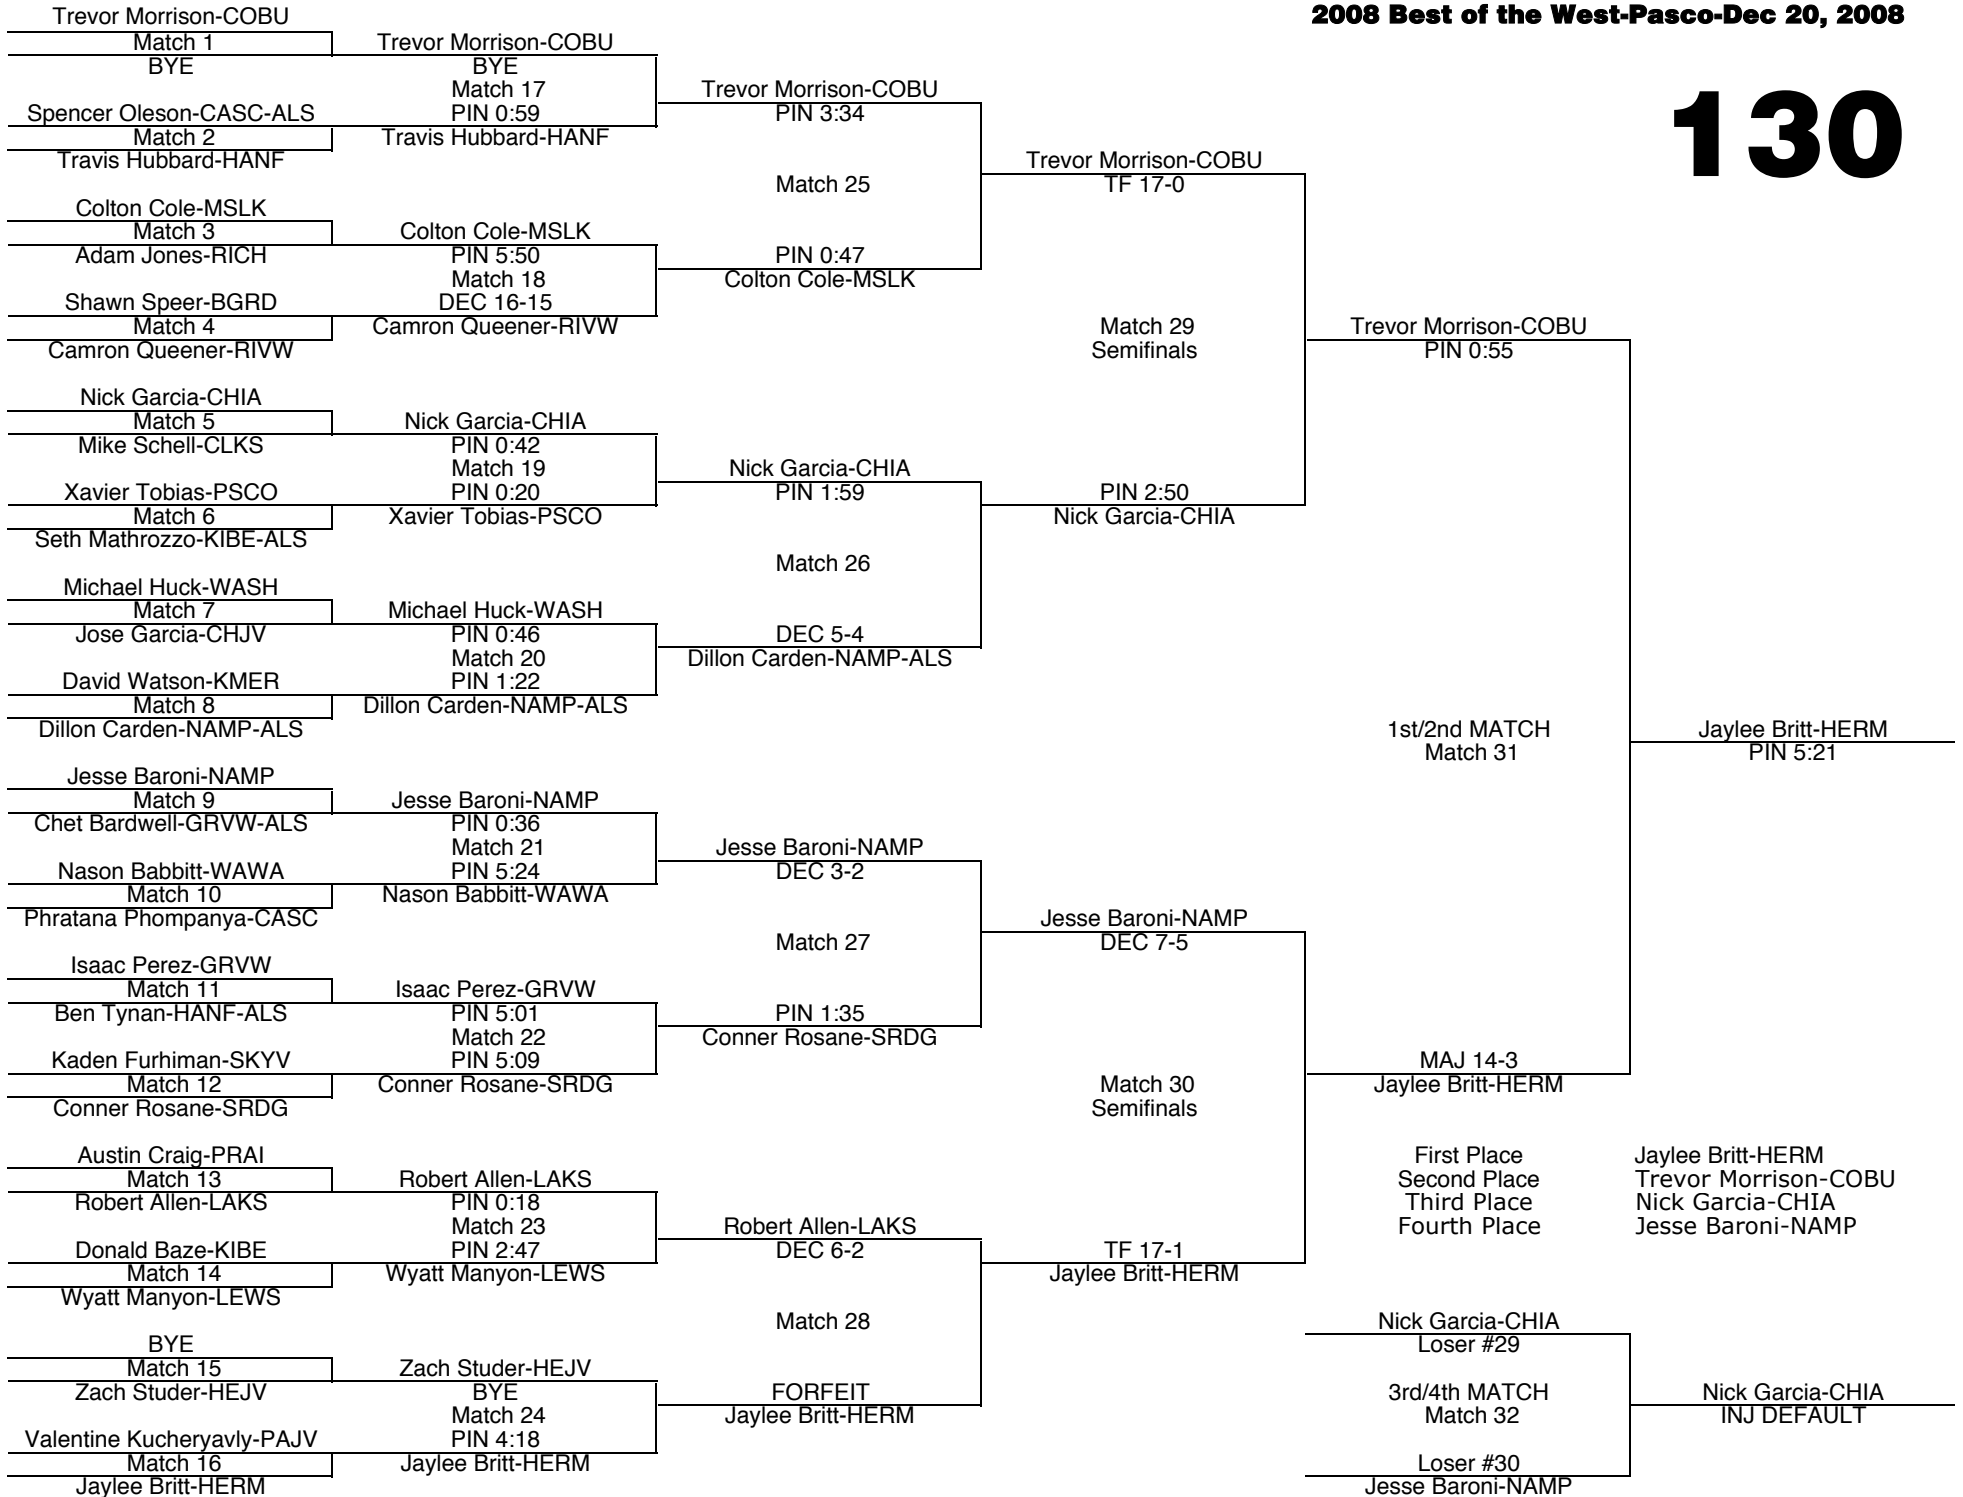 2008 Best of the West-Pasco-Dec 20, 2008
130
Trevor Morrison-COBU
Match 1
BYE
Spencer Oleson-CASC-ALS
Match 2
Travis Hubbard-HANF
Colton Cole-MSLK
Match 3
Adam Jones-RICH
Shawn Speer-BGRD
Match 4
Camron Queener-RIVW
Nick Garcia-CHIA
Match 5
Mike Schell-CLKS
Xavier Tobias-PSCO
Match 6
Seth Mathrozzo-KIBE-ALS
Michael Huck-WASH
Match 7
Jose Garcia-CHJV
David Watson-KMER
Match 8
Dillon Carden-NAMP-ALS
Jesse Baroni-NAMP
Match 9
Chet Bardwell-GRVW-ALS
Nason Babbitt-WAWA
Match 10
Phratana Phompanya-CASC
Isaac Perez-GRVW
Match 11
Ben Tynan-HANF-ALS
Kaden Furhiman-SKYV
Match 12
Conner Rosane-SRDG
Austin Craig-PRAI
Match 13
Robert Allen-LAKS
Donald Baze-KIBE
Match 14
Wyatt Manyon-LEWS
BYE
Match 15
Zach Studer-HEJV
Valentine Kucheryavly-PAJV
Match 16
Jaylee Britt-HERM
Trevor Morrison-COBU
BYE
Match 17
PIN 0:59
Travis Hubbard-HANF
Colton Cole-MSLK
PIN 5:50
Match 18
DEC 16-15
Camron Queener-RIVW
Nick Garcia-CHIA
PIN 0:42
Match 19
PIN 0:20
Xavier Tobias-PSCO
Michael Huck-WASH
PIN 0:46
Match 20
PIN 1:22
Dillon Carden-NAMP-ALS
Jesse Baroni-NAMP
PIN 0:36
Match 21
PIN 5:24
Nason Babbitt-WAWA
Isaac Perez-GRVW
PIN 5:01
Match 22
PIN 5:09
Conner Rosane-SRDG
Robert Allen-LAKS
PIN 0:18
Match 23
PIN 2:47
Wyatt Manyon-LEWS
Zach Studer-HEJV
BYE
Match 24
PIN 4:18
Jaylee Britt-HERM
Trevor Morrison-COBU
PIN 3:34
Match 25
PIN 0:47
Colton Cole-MSLK
Nick Garcia-CHIA
PIN 1:59
Match 26
DEC 5-4
Dillon Carden-NAMP-ALS
Jesse Baroni-NAMP
DEC 3-2
Match 27
PIN 1:35
Conner Rosane-SRDG
Robert Allen-LAKS
DEC 6-2
Match 28
FORFEIT
Jaylee Britt-HERM
Trevor Morrison-COBU
TF 17-0
Match 29
Semifinals
PIN 2:50
Nick Garcia-CHIA
Jesse Baroni-NAMP
DEC 7-5
Match 30
Semifinals
TF 17-1
Jaylee Britt-HERM
Trevor Morrison-COBU
PIN 0:55
1st/2nd MATCH
Match 31
MAJ 14-3
Jaylee Britt-HERM
Jaylee Britt-HERM
PIN 5:21
First Place Jaylee Britt-HERM
Second Place Trevor Morrison-COBU
Third Place Nick Garcia-CHIA
Fourth Place Jesse Baroni-NAMP
Nick Garcia-CHIA
Loser #29
3rd/4th MATCH
Match 32
Loser #30
Jesse Baroni-NAMP
Nick Garcia-CHIA
INJ DEFAULT